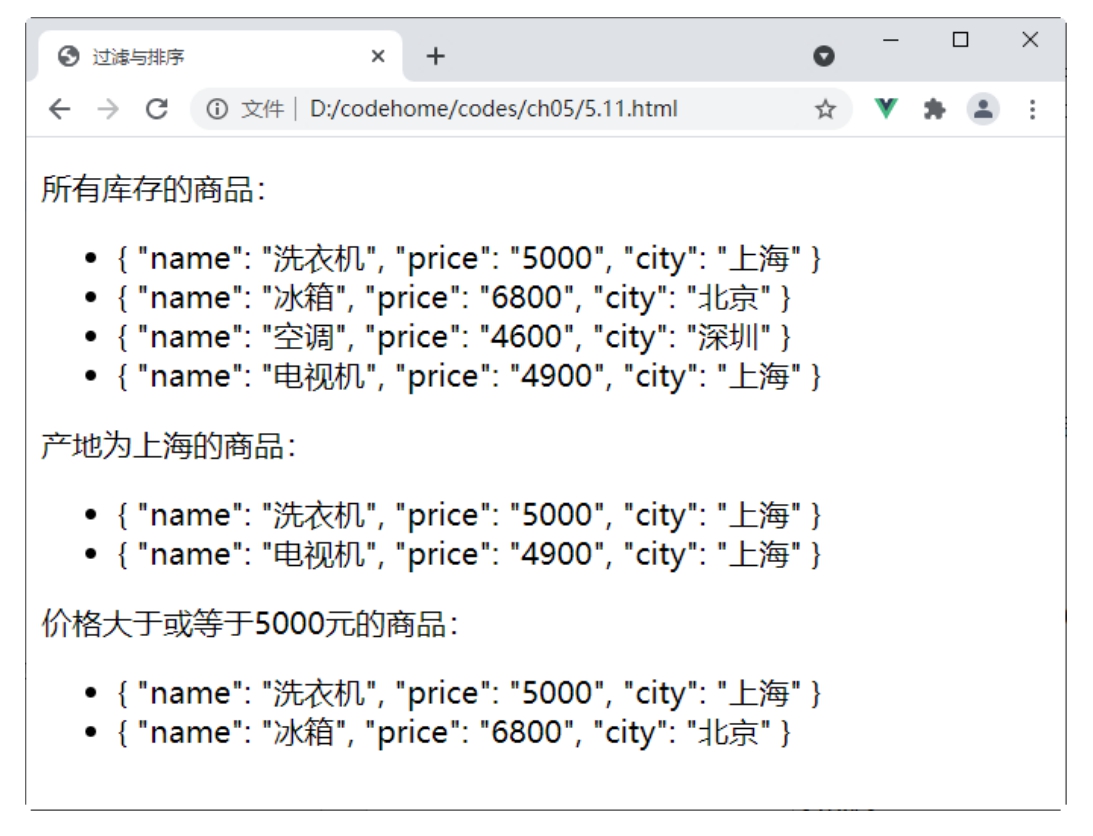 过滤与排序
文件 D:/codehome/codes/ch05/5.11.html
所有库存的商品：
{ "name": "洗衣机", "price": "5000", "city": "上海" }
{ "name": "冰箱", "price": "6800", "city": "北京" }
{ "name": "空调", "price": "4600", "city": "深圳" }
{ "name": "电视机", "price": "4900", "city": "上海" }
产地为上海的商品：
{ "name": "洗衣机", "price": "5000", "city": "上海" }
{ "name": "电视机", "price": "4900", "city": "上海" }
价格大于或等于5000元的商品：
{ "name": "洗衣机", "price": "5000", "city": "上海" }
{ "name": "冰箱", "price": "6800", "city": "北京" }